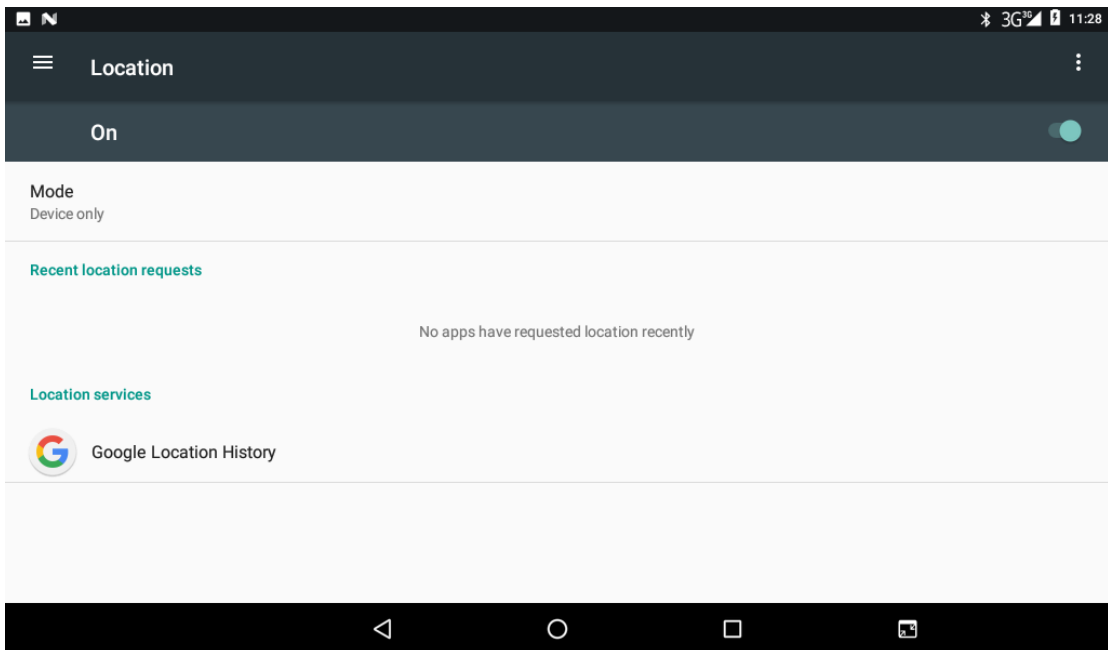 3G 3G 11:28
Location
On
Mode
Device only
Recent location requests
No apps have requested location recently
Location services
Google Location History